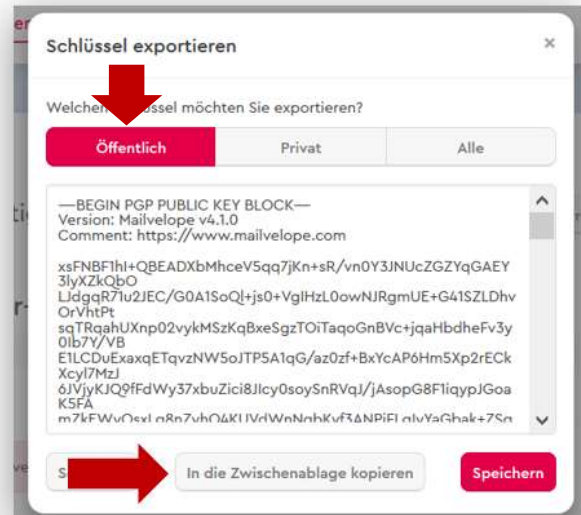 Schlüssel exportieren
×
Welchen Schlüssel möchten Sie exportieren?
Öffentlich Privat Alle
—BEGIN PGP PUBLIC KEY BLOCK—
Version: Mailvelope v4.1.0
Comment: https://www.mailvelope.com
xsFNBF1hI+QBEADXbMhceV5qq7jKn+sR/vn0Y3JNUcZGZYqGAEY
3lyXZkQbO
LJdgqR71u2JEC/G0A1SoQl+js0+VgIHzL0owNJRgmUE+G41SZLDhv
OrVhtPt
sqTRqahUXnp02vykMSzKqBxeSgzTOiTaqoGnBVc+jqaHbdheFv3y
0Ib7Y/VB
E1LCDuExaxqETqvzNW5oJTP5A1qG/az0zf+BxYcAP6Hm5Xp2rECk
Xcyl7MzJ
6JVjyKJQ9fFdWy37xbuZici8JIcy0soySnRVqJ/jAsopG8F1iqypJGoa
K5FA
In die Zwischenablage kopieren Speichern